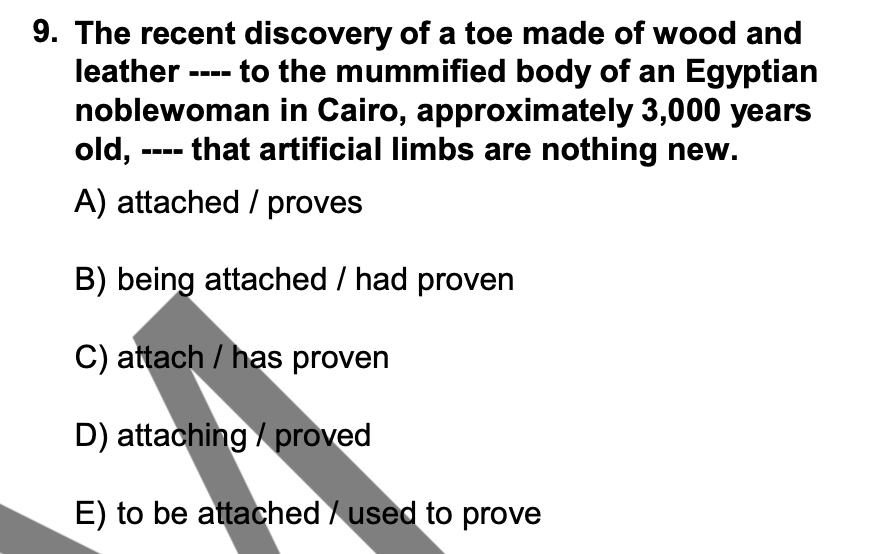 9. The recent discovery of a toe made of wood and
leather ---- to the mummified body of an Egyptian
noblewoman in Cairo, approximately 3,000 years
old, ---- that artificial limbs are nothing new.
A) attached / proves
B) being attached / had proven
C) attach / has proven
D) attaching / proved
E) to be attached / used to prove